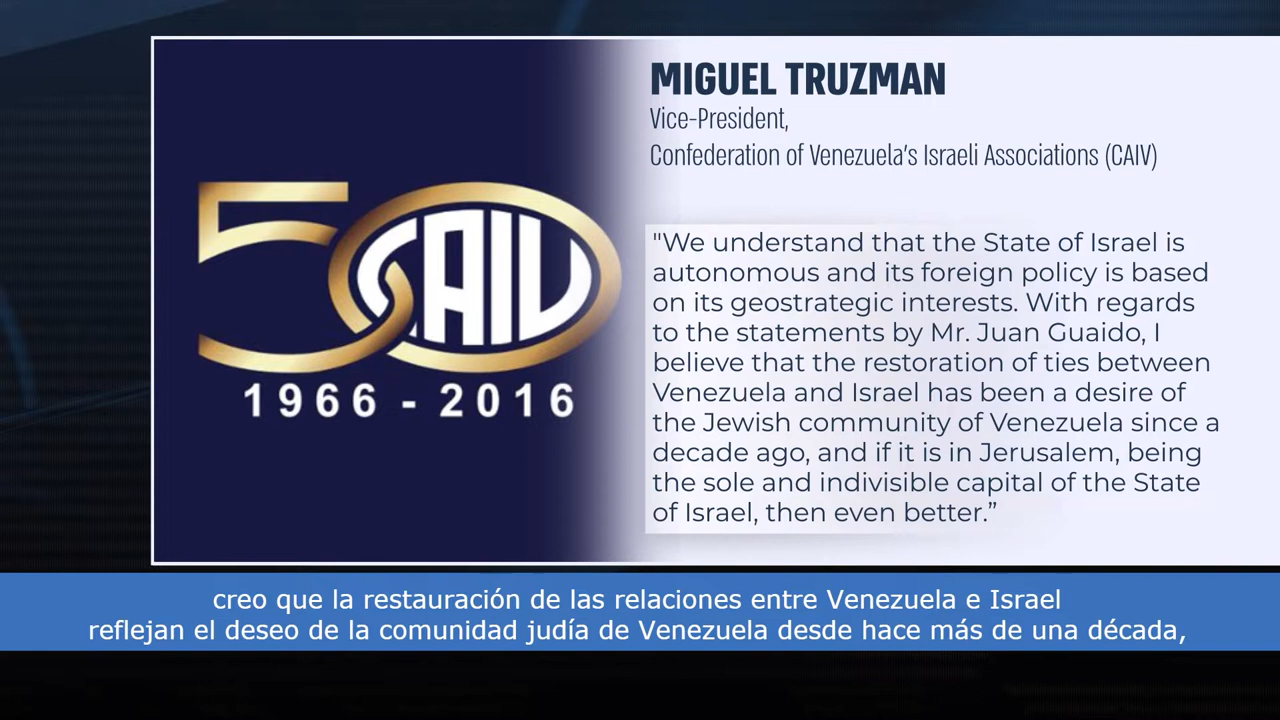 MIGUEL TRUZMAN
Vice-President,
Confederation of Venezuela's Israeli Associations (CAIV)
50 CAIV
1966 - 2016
"We understand that the State of Israel is
autonomous and its foreign policy is based
on its geostrategic interests. With regards
to the statements by Mr. Juan Guaido, I
believe that the restoration of ties between
Venezuela and Israel has been a desire of
the Jewish community of Venezuela since a
decade ago, and if it is in Jerusalem, being
the sole and indivisible capital of the State
of Israel, then even better.”
creo que la restauración de las relaciones entre Venezuela e Israel
reflejan el deseo de la comunidad judía de Venezuela desde hace más de una década,